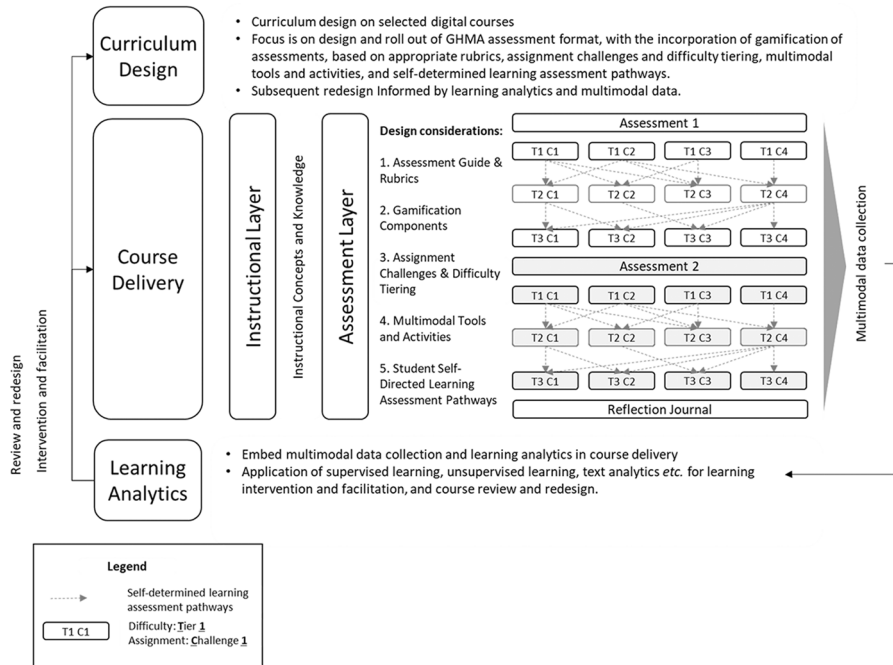 Curriculum
Design
• Curriculum design on selected digital courses
• Focus is on design and roll out of GHMA assessment format, with the incorporation of gamification of
assessments, based on appropriate rubrics, assignment challenges and difficulty tiering, multimodal
tools and activities, and self-determined learning assessment pathways.
• Subsequent redesign Informed by learning analytics and multimodal data.
Course
Delivery
Instructional Layer
Instructional Concepts and Knowledge
Assessment Layer
Design considerations:
1. Assessment Guide &
Rubrics
2. Gamification
Components
3. Assignment
Challenges & Difficulty
Tiering
4. Multimodal Tools
and Activities
5. Student Self-
Directed Learning
Assessment Pathways
Assessment 1
T1 C1 T1 C2 T1 C3 T1 C4
T2 C1 T2 C2 T2 C3 T2 C4
T3 C1 T3 C2 T3 C3 T3 C4
Assessment 2
T1 C1 T1 C2 T1 C3 T1 C4
T2 C1 T2 C2 T2 C3 T2 C4
T3 C1 T3 C2 T3 C3 T3 C4
Reflection Journal
Multimodal data collection
Review and redesign
Intervention and facilitation
Learning
Analytics
• Embed multimodal data collection and learning analytics in course delivery
• Application of supervised learning, unsupervised learning, text analytics etc. for learning
intervention and facilitation, and course review and redesign.
Legend
Self-determined learning
assessment pathways
T1 C1
Difficulty: Tier 1
Assignment: Challenge 1